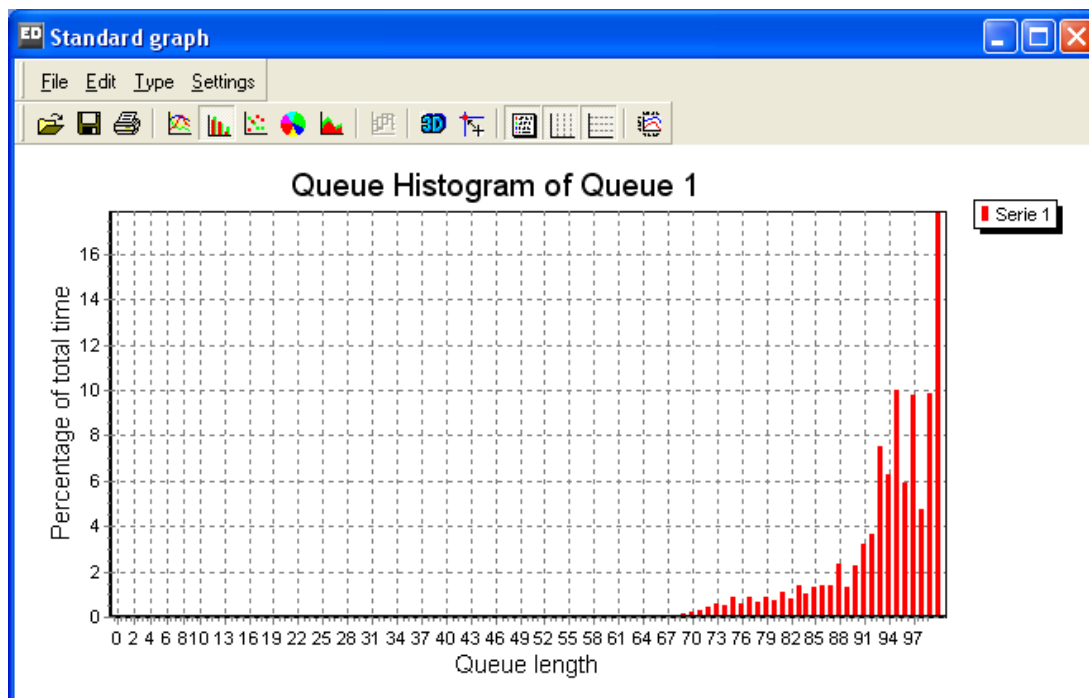 ED Standard graph
File Edit Type Settings
3D
Queue Histogram of Queue 1
Serie 1
Percentage of total time
16
14
12
10
8
6
4
2
0
0 2 4 6 8 10 13 16 19 22 25 28 31 34 37 40 43 46 49 52 55 58 61 64 67 70 73 76 79 82 85 88 91 94 97
Queue length